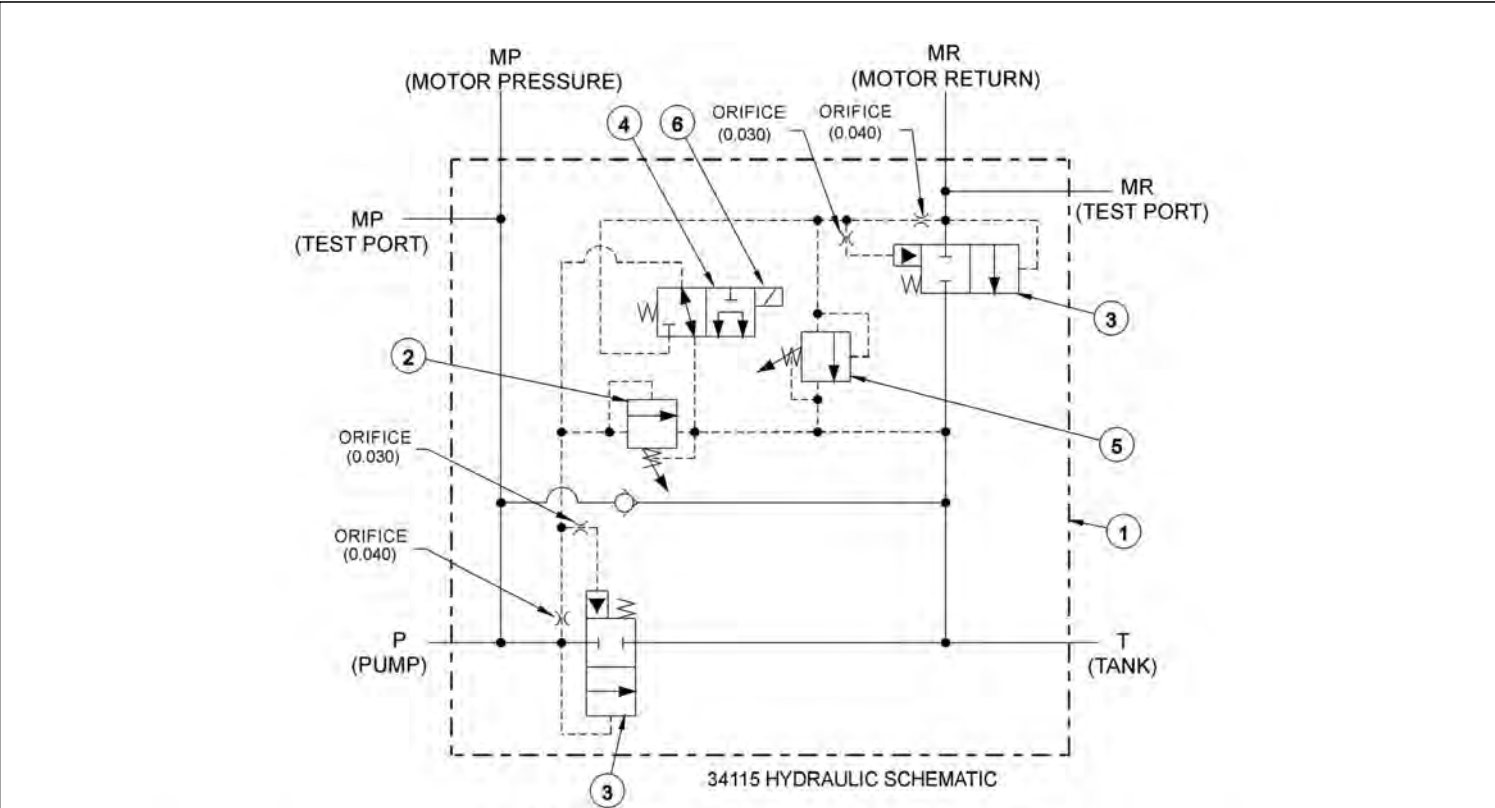 MP
(MOTOR PRESSURE)
MR
(MOTOR RETURN)
4
6
ORIFICE
(0.030)
ORIFICE
(0.040)
MR
(TEST PORT)
MP
(TEST PORT)
3
2
5
ORIFICE
(0.030)
1
ORIFICE
(0.040)
P
(PUMP)
T
(TANK)
34115 HYDRAULIC SCHEMATIC
3